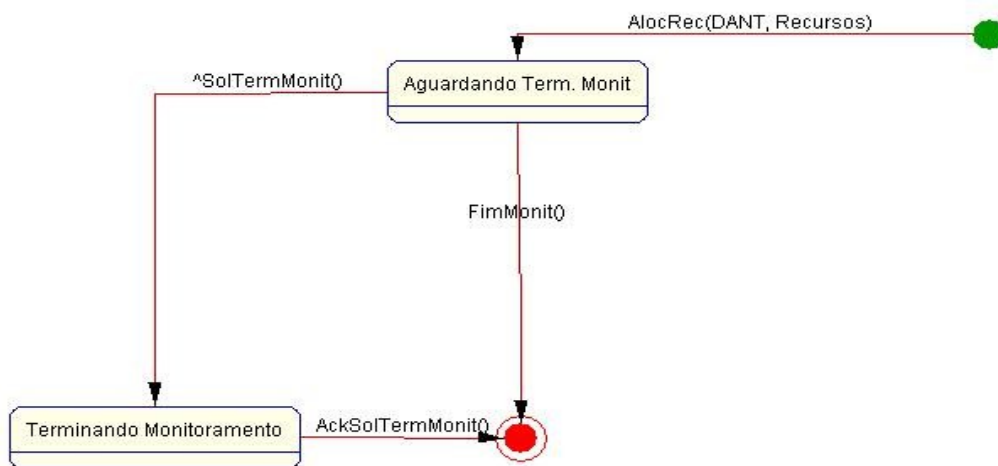 AlocRec(DANT, Recursos)
^SolTermMonit()
Aguardando Term. Monit
FimMonit()
Terminando Monitoramento
AckSolTermMonit()